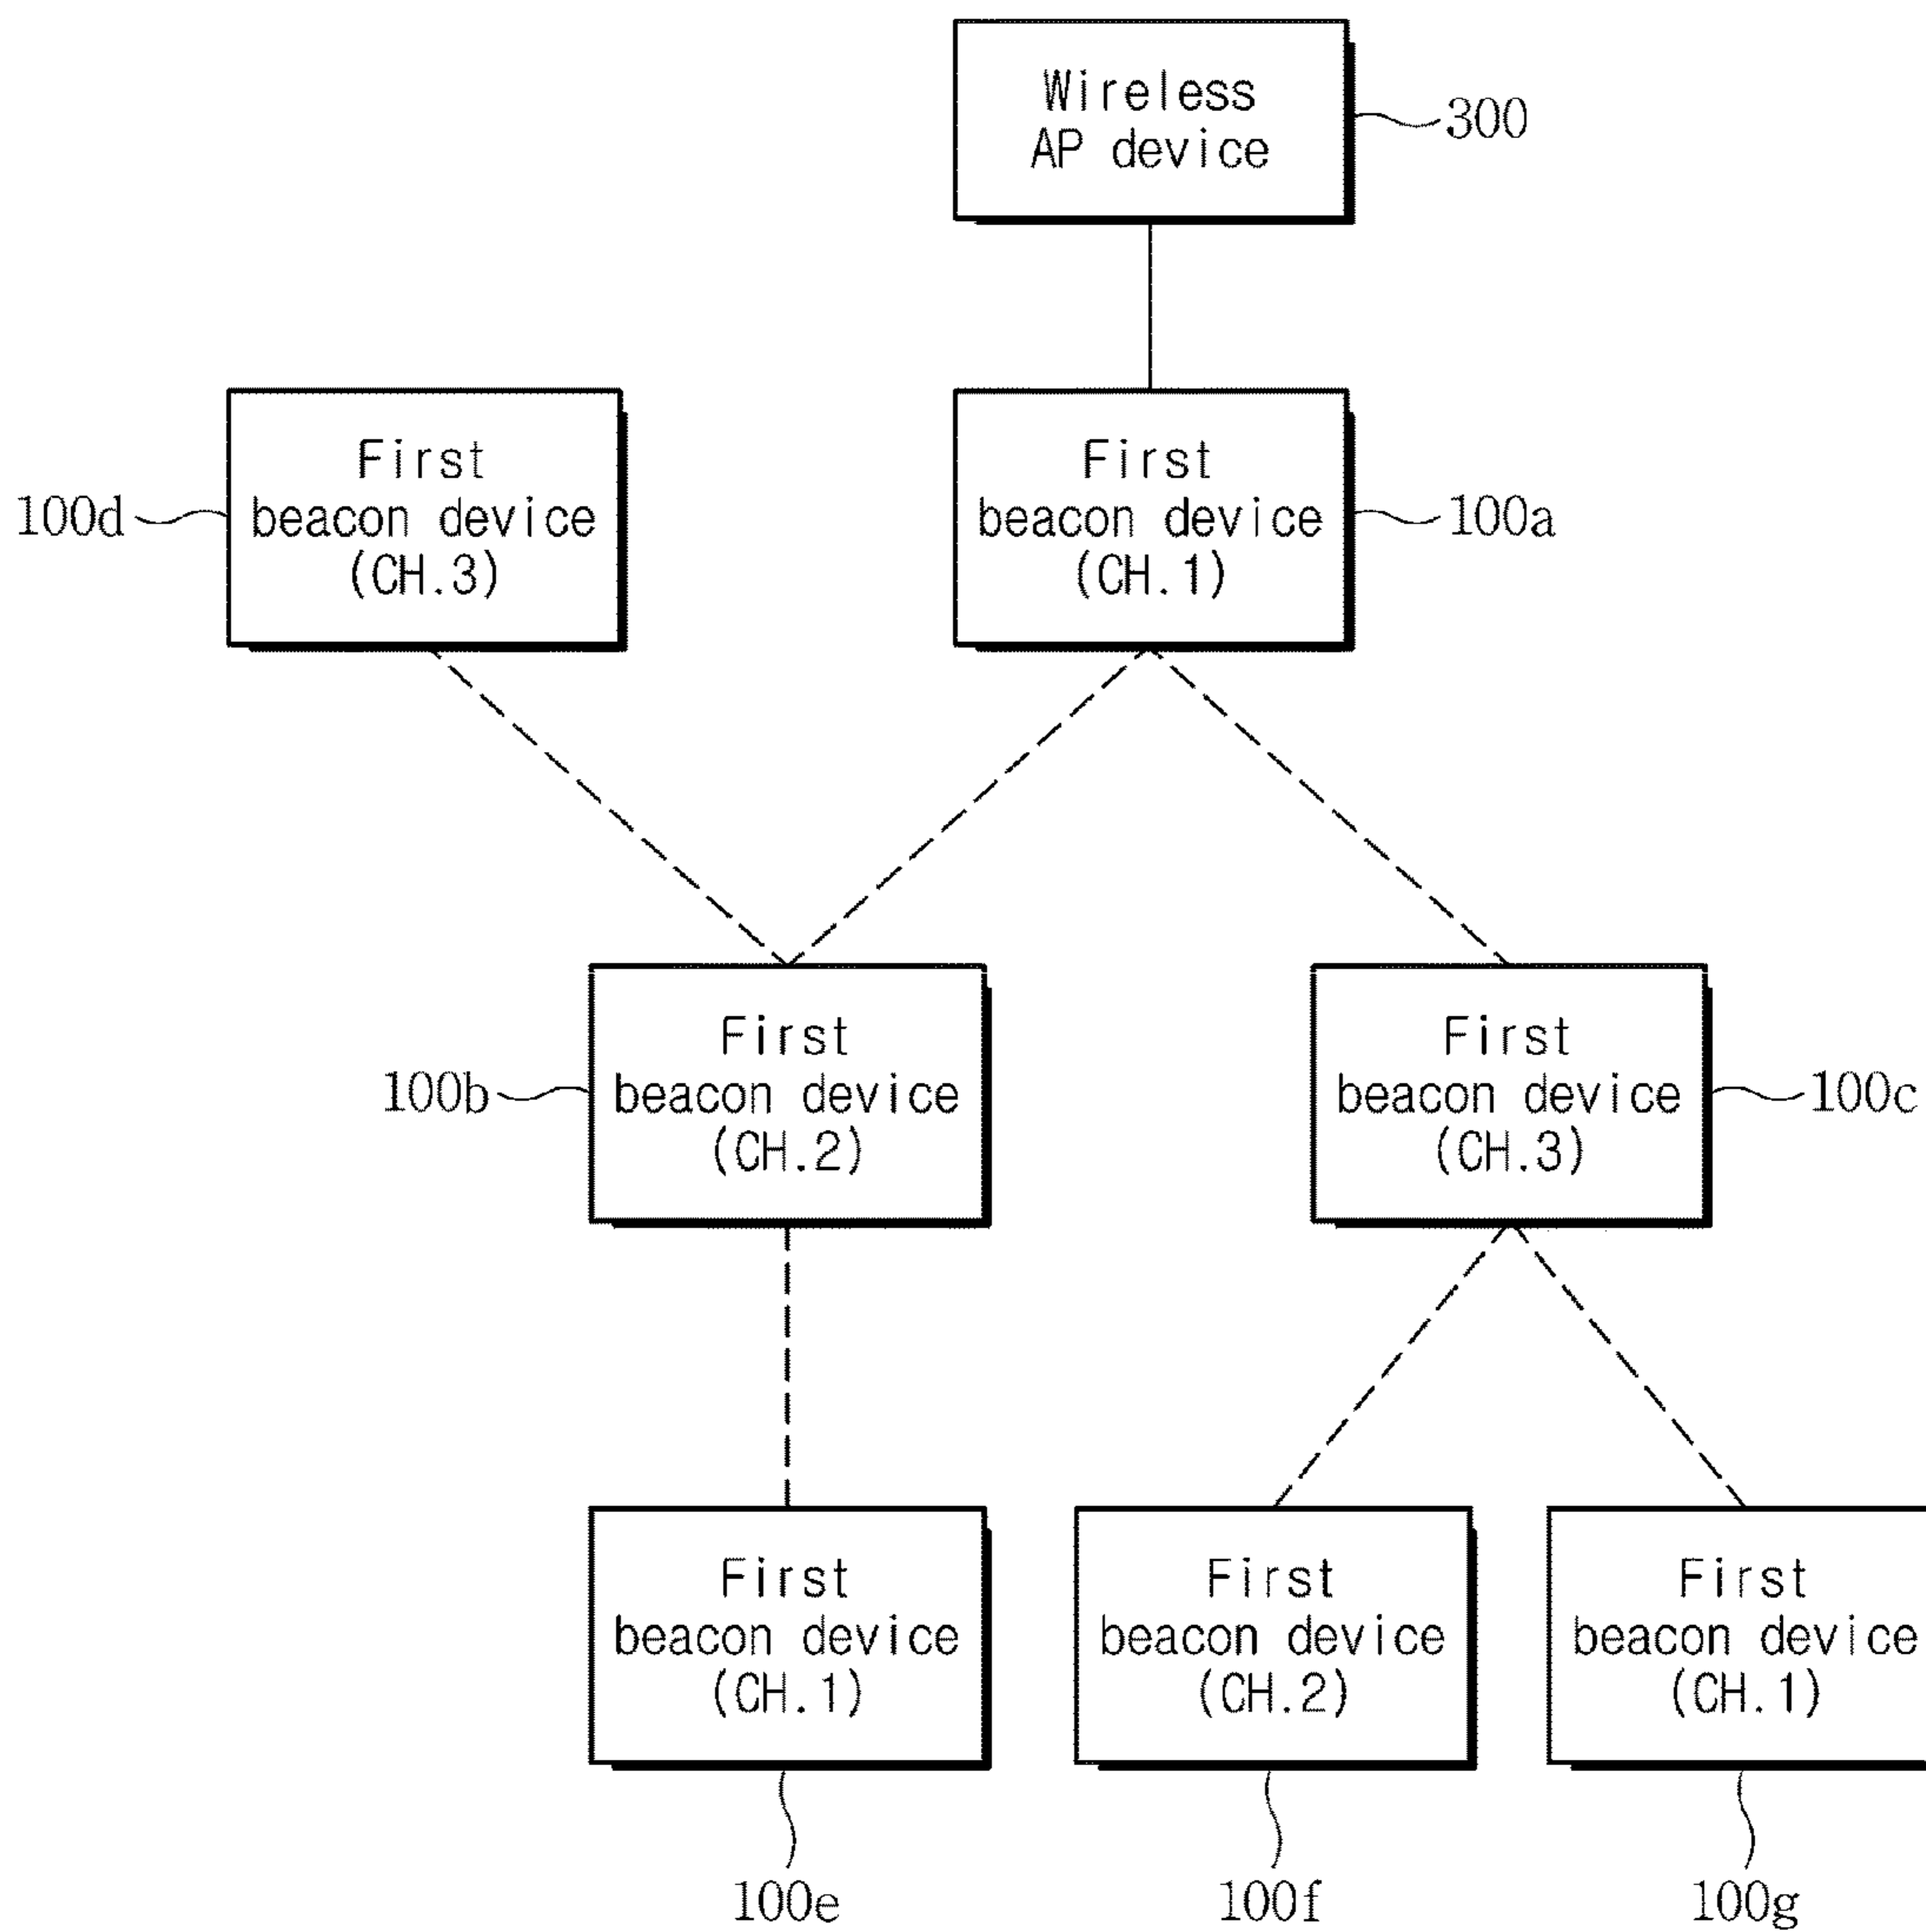 Wireless
AP device
300
First
beacon device
(CH.3)
100d
First
beacon device
(CH.1)
100a
First
beacon device
(CH.2)
100b
First
beacon device
(CH.3)
100c
First
beacon device
(CH.1)
100e
First
beacon device
(CH.2)
100f
First
beacon device
(CH.1)
100g